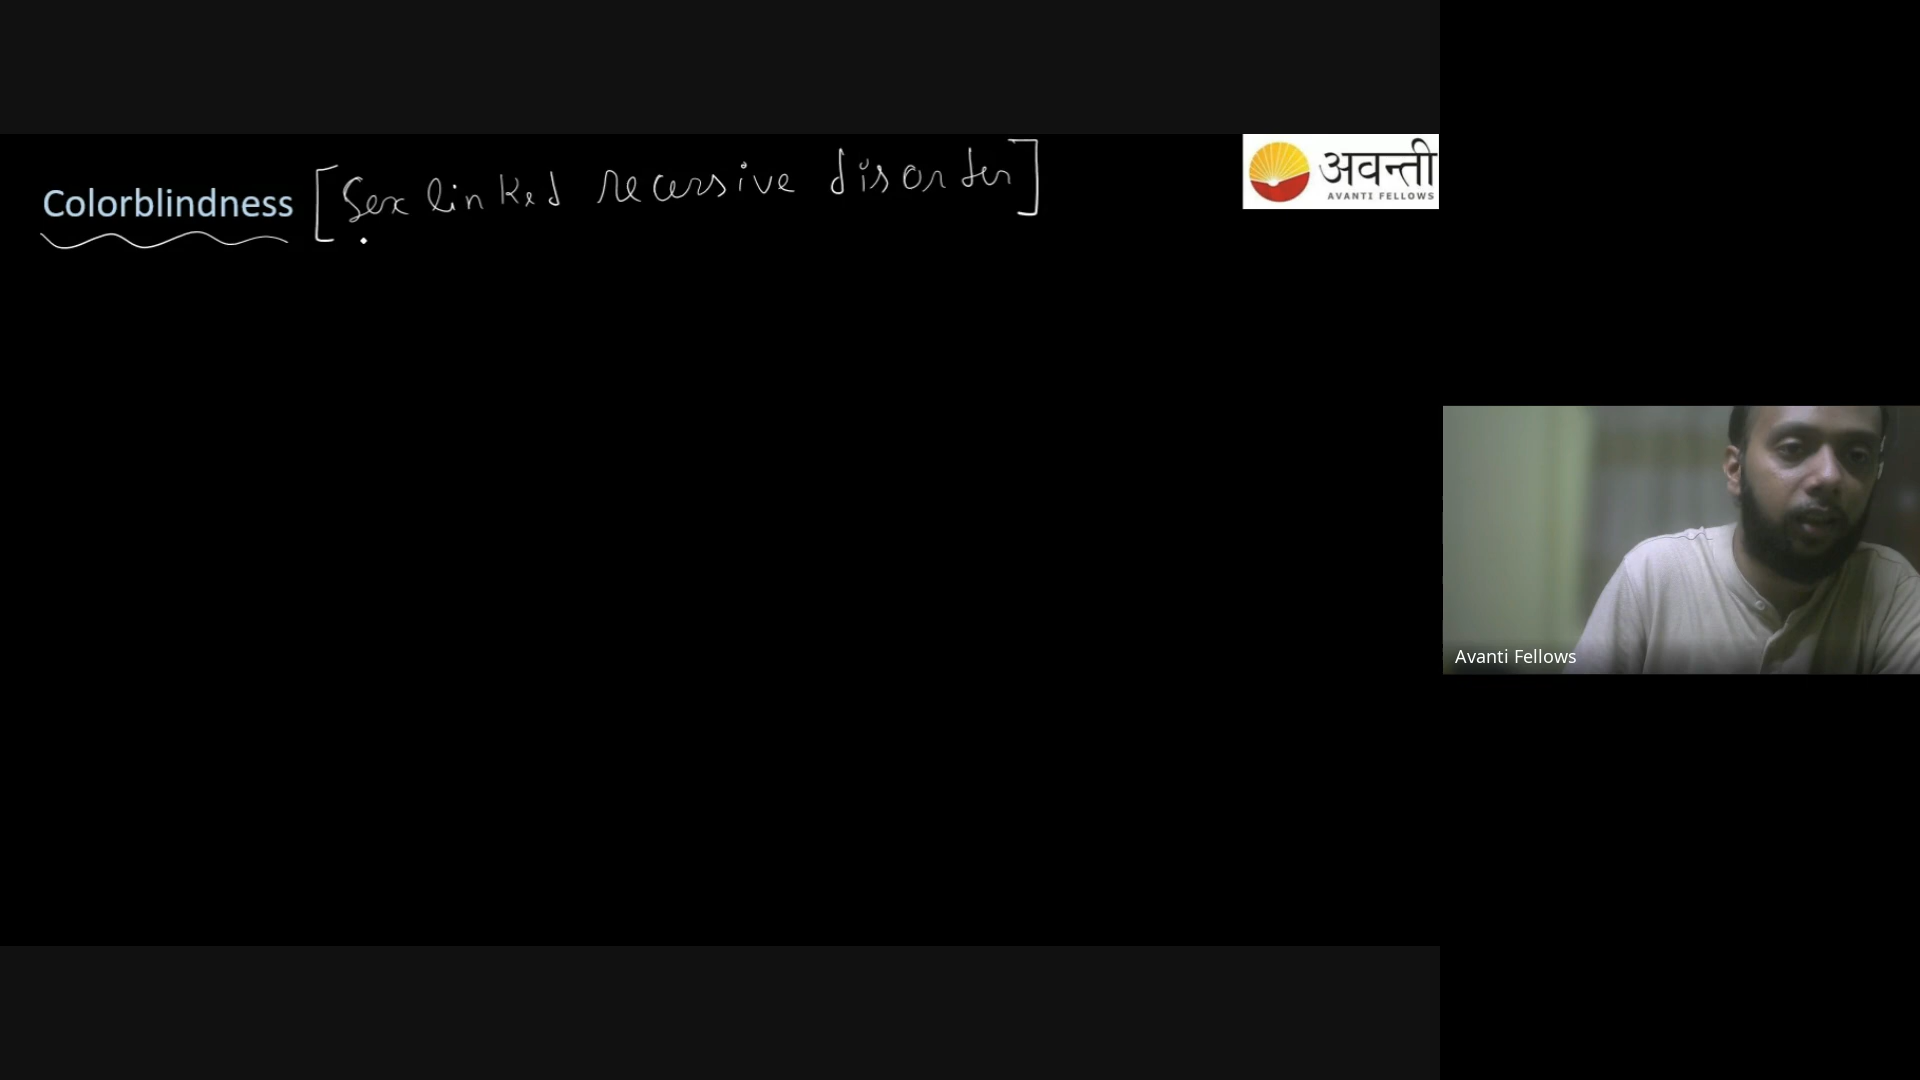 Colorblindness [Sex linked recessive disorder]
अवन्ती
AVANTI FELLOWS
Avanti Fellows